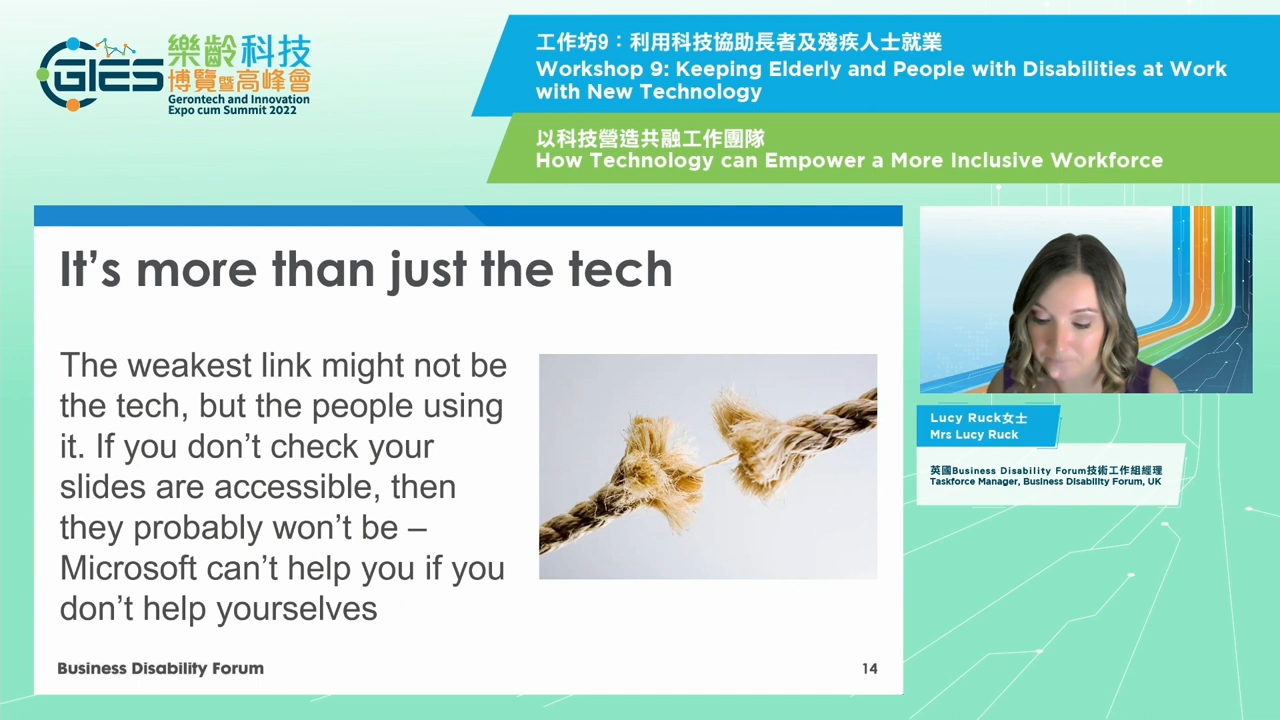 GIES
樂齡科技
博覽暨高峰會
Gerontech and Innovation
Expo cum Summit 2022
工作坊9：利用科技協助長者及殘疾人士就業
Workshop 9: Keeping Elderly and People with Disabilities at Work
with New Technology
以科技營造共融工作團隊
How Technology can Empower a More Inclusive Workforce
It’s more than just the tech
The weakest link might not be
the tech, but the people using
it. If you don’t check your
slides are accessible, then
they probably won’t be –
Microsoft can’t help you if you
don’t help yourselves
Business Disability Forum
14
Lucy Ruck女士
Mrs Lucy Ruck
英國Business Disability Forum技術工作組經理
Taskforce Manager, Business Disability Forum, UK